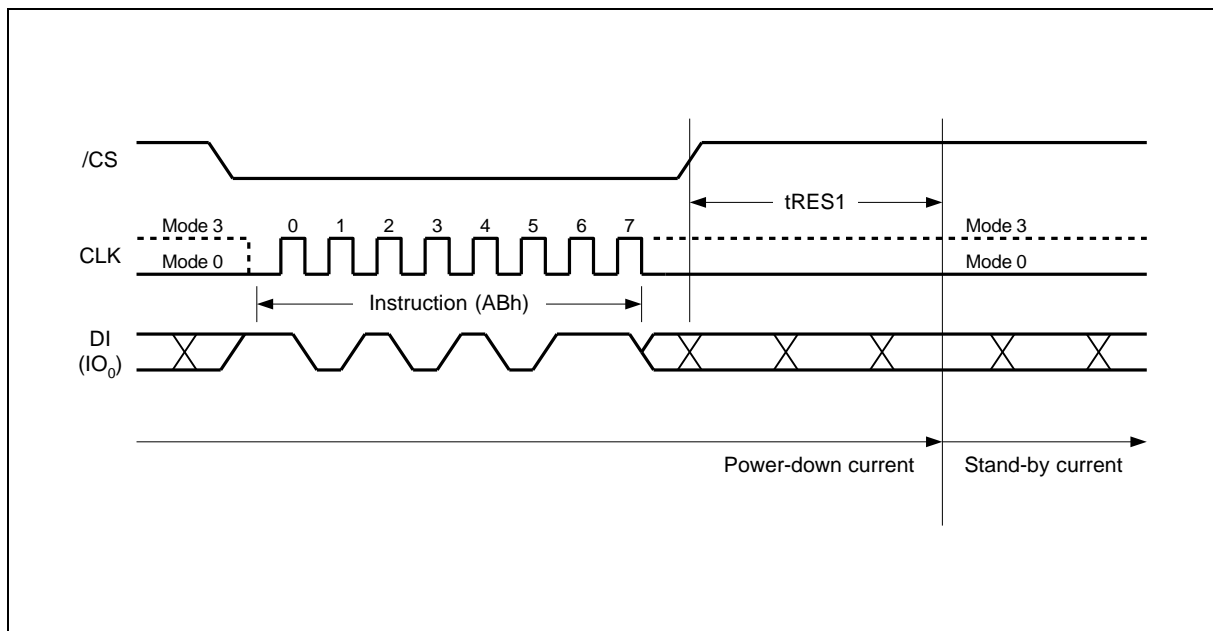 /CS
tRES1
Mode 3
0 1 2 3 4 5 6 7
Mode 3
CLK
Mode 0
Mode 0
Instruction (ABh)
DI
(IO0)
Power-down current
Stand-by current